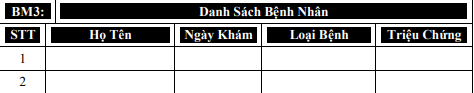 BM3: Danh Sách Bệnh Nhân
STT Họ Tên Ngày Khám Loại Bệnh Triệu Chứng
1
2